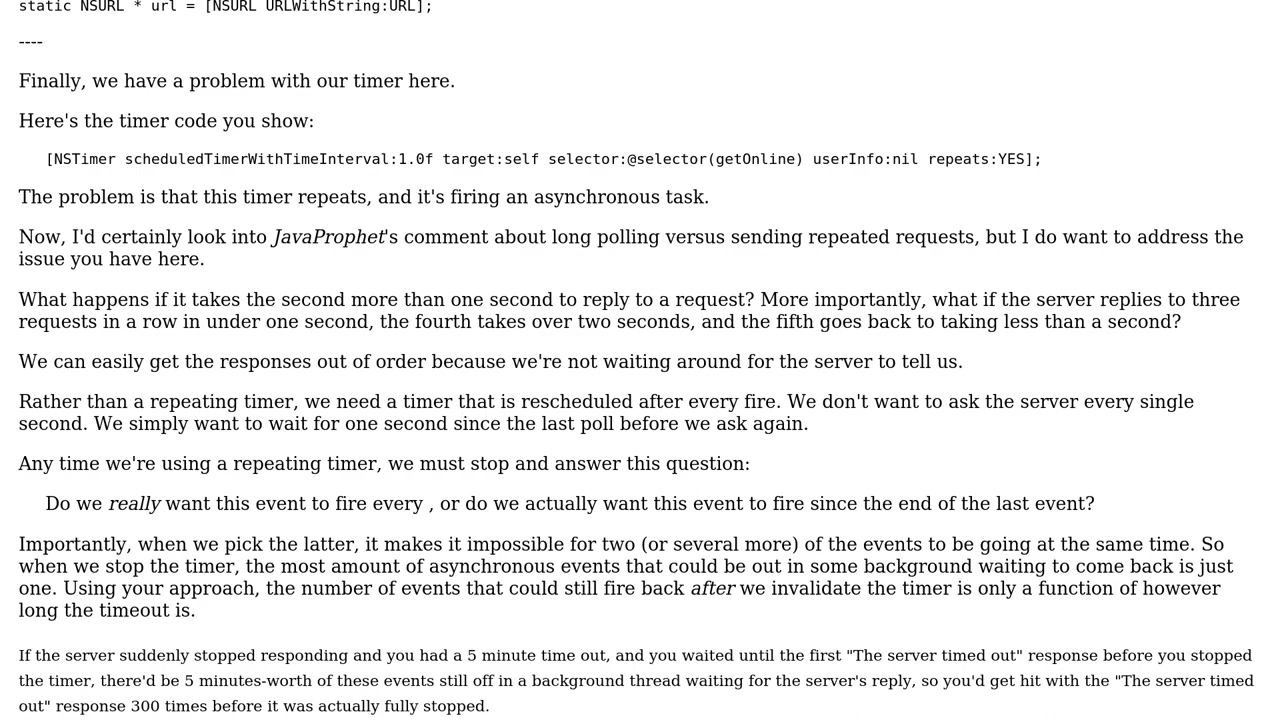 static NSURL * url = [NSURL URLWithString:URL];
----
Finally, we have a problem with our timer here.
Here's the timer code you show:
[NSTimer scheduledTimerWithTimeInterval:1.0f target:self selector:@selector(getOnline) userInfo:nil repeats:YES];
The problem is that this timer repeats, and it's firing an asynchronous task.
Now, I'd certainly look into JavaProphet's comment about long polling versus sending repeated requests, but I do want to address the
issue you have here.
What happens if it takes the second more than one second to reply to a request? More importantly, what if the server replies to three
requests in a row in under one second, the fourth takes over two seconds, and the fifth goes back to taking less than a second?
We can easily get the responses out of order because we're not waiting around for the server to tell us.
Rather than a repeating timer, we need a timer that is rescheduled after every fire. We don't want to ask the server every single
second. We simply want to wait for one second since the last poll before we ask again.
Any time we're using a repeating timer, we must stop and answer this question:
Do we really want this event to fire every , or do we actually want this event to fire since the end of the last event?
Importantly, when we pick the latter, it makes it impossible for two (or several more) of the events to be going at the same time. So
when we stop the timer, the most amount of asynchronous events that could be out in some background waiting to come back is just
one. Using your approach, the number of events that could still fire back after we invalidate the timer is only a function of however
long the timeout is.
If the server suddenly stopped responding and you had a 5 minute time out, and you waited until the first "The server timed out" response before you stopped
the timer, there'd be 5 minutes-worth of these events still off in a background thread waiting for the server's reply, so you'd get hit with the "The server timed
out" response 300 times before it was actually fully stopped.